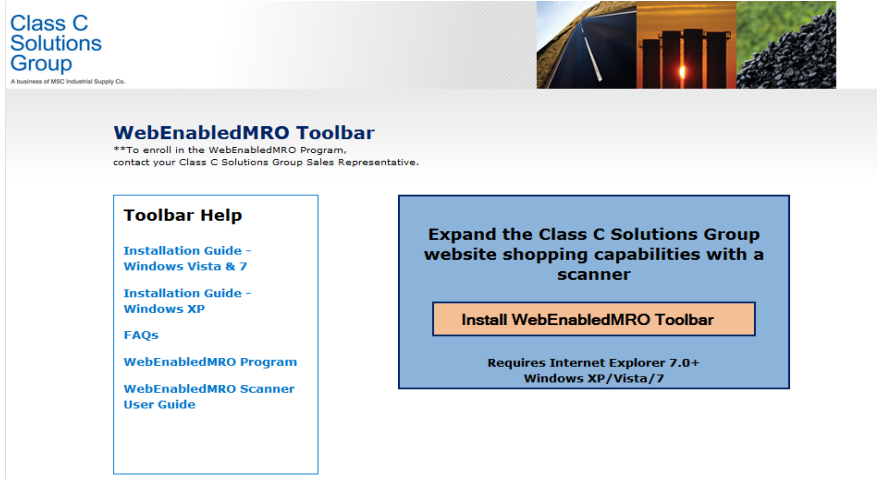 Class C
Solutions
Group
A business of MSC Industrial Supply Co.
WebEnabledMRO Toolbar
**To enroll in the WebEnabledMRO Program,
contact your Class C Solutions Group Sales Representative.
Toolbar Help
Installation Guide -
Windows Vista & 7
Installation Guide -
Windows XP
FAQs
WebEnabledMRO Program
WebEnabledMRO Scanner
User Guide
Expand the Class C Solutions Group
website shopping capabilities with a
scanner
Install WebEnabledMRO Toolbar
Requires Internet Explorer 7.0+
Windows XP/Vista/7